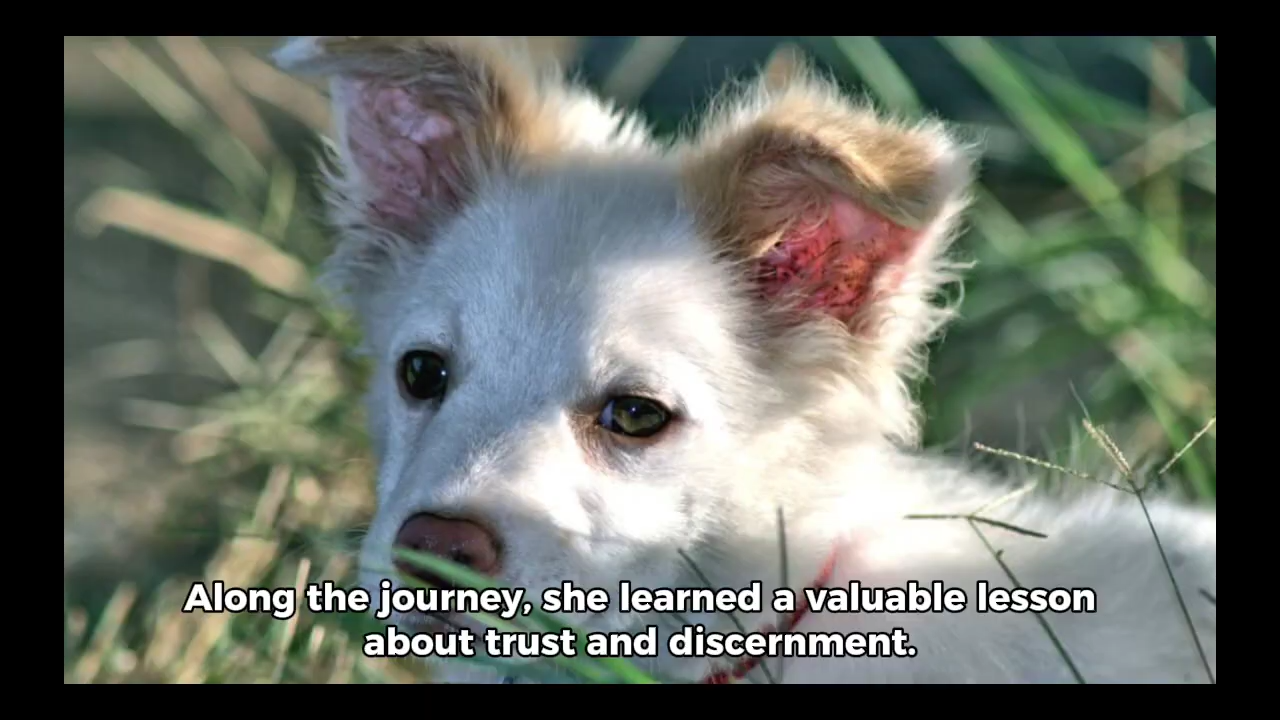 Along the journey, she learned a valuable lesson
about trust and discernment.